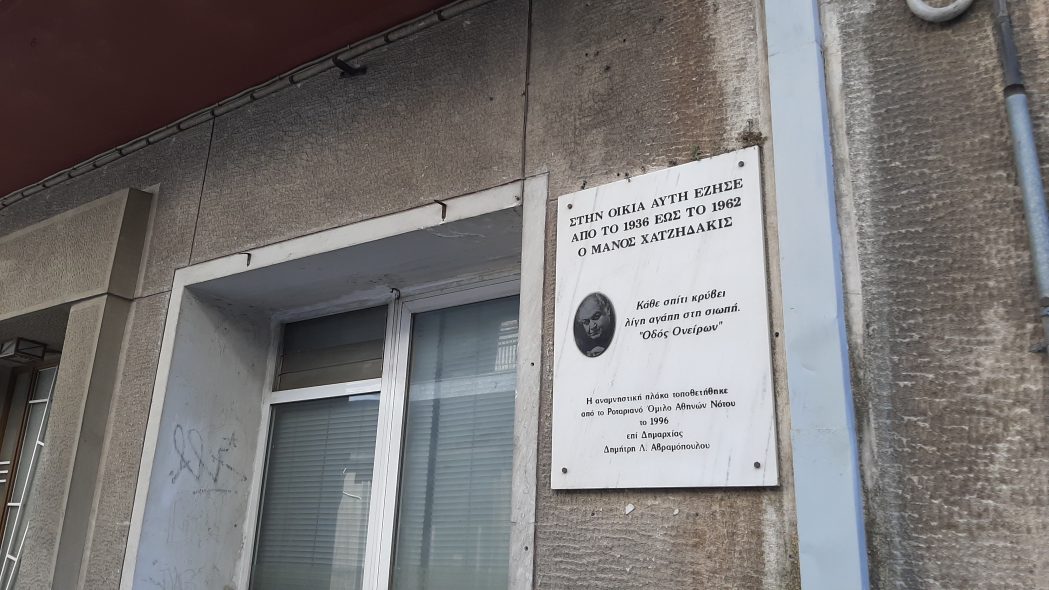 ΣΤΗΝ ΟΙΚΙΑ ΑΥΤΗ ΕΖΗΣΕ
ΑΠΟ ΤΟ 1936 ΕΩΣ ΤΟ 1962
Ο ΜΑΝΟΣ ΧΑΤΖΗΔΑΚΙΣ
Κάθε σπίτι κρύβει
λίγη αγάπη στη σιωπή.
"Οδός Ονείρων"
Η αναμνηστική πλάκα τοποθετήθηκε
από το Ροταριανό Όμιλο Αθηνών Νότου
το 1996
επί Δημαρχίας
Δημήτρη Λ. Αβραμόπουλου